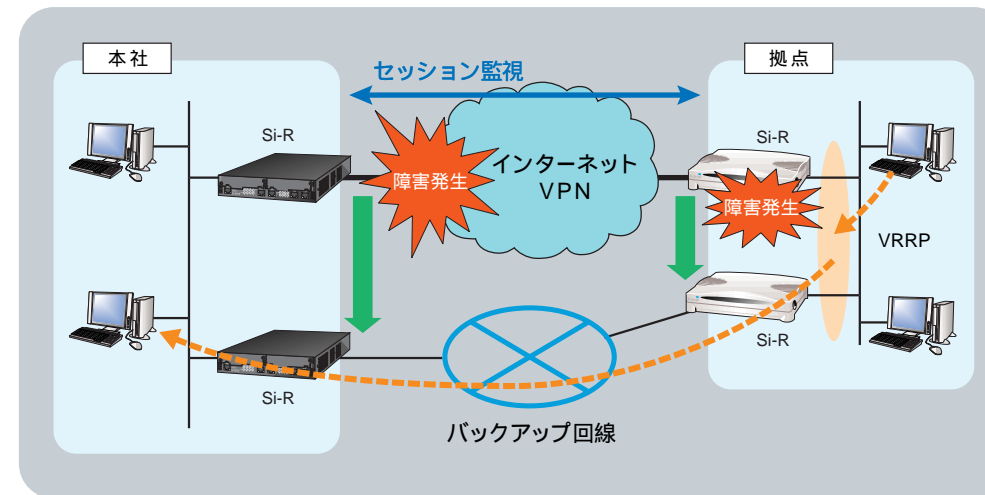 本社
拠点
セッション監視
Si-R
Si-R
障害発生
インターネット
VPN
障害発生
VRRP
Si-R
Si-R
バックアップ回線